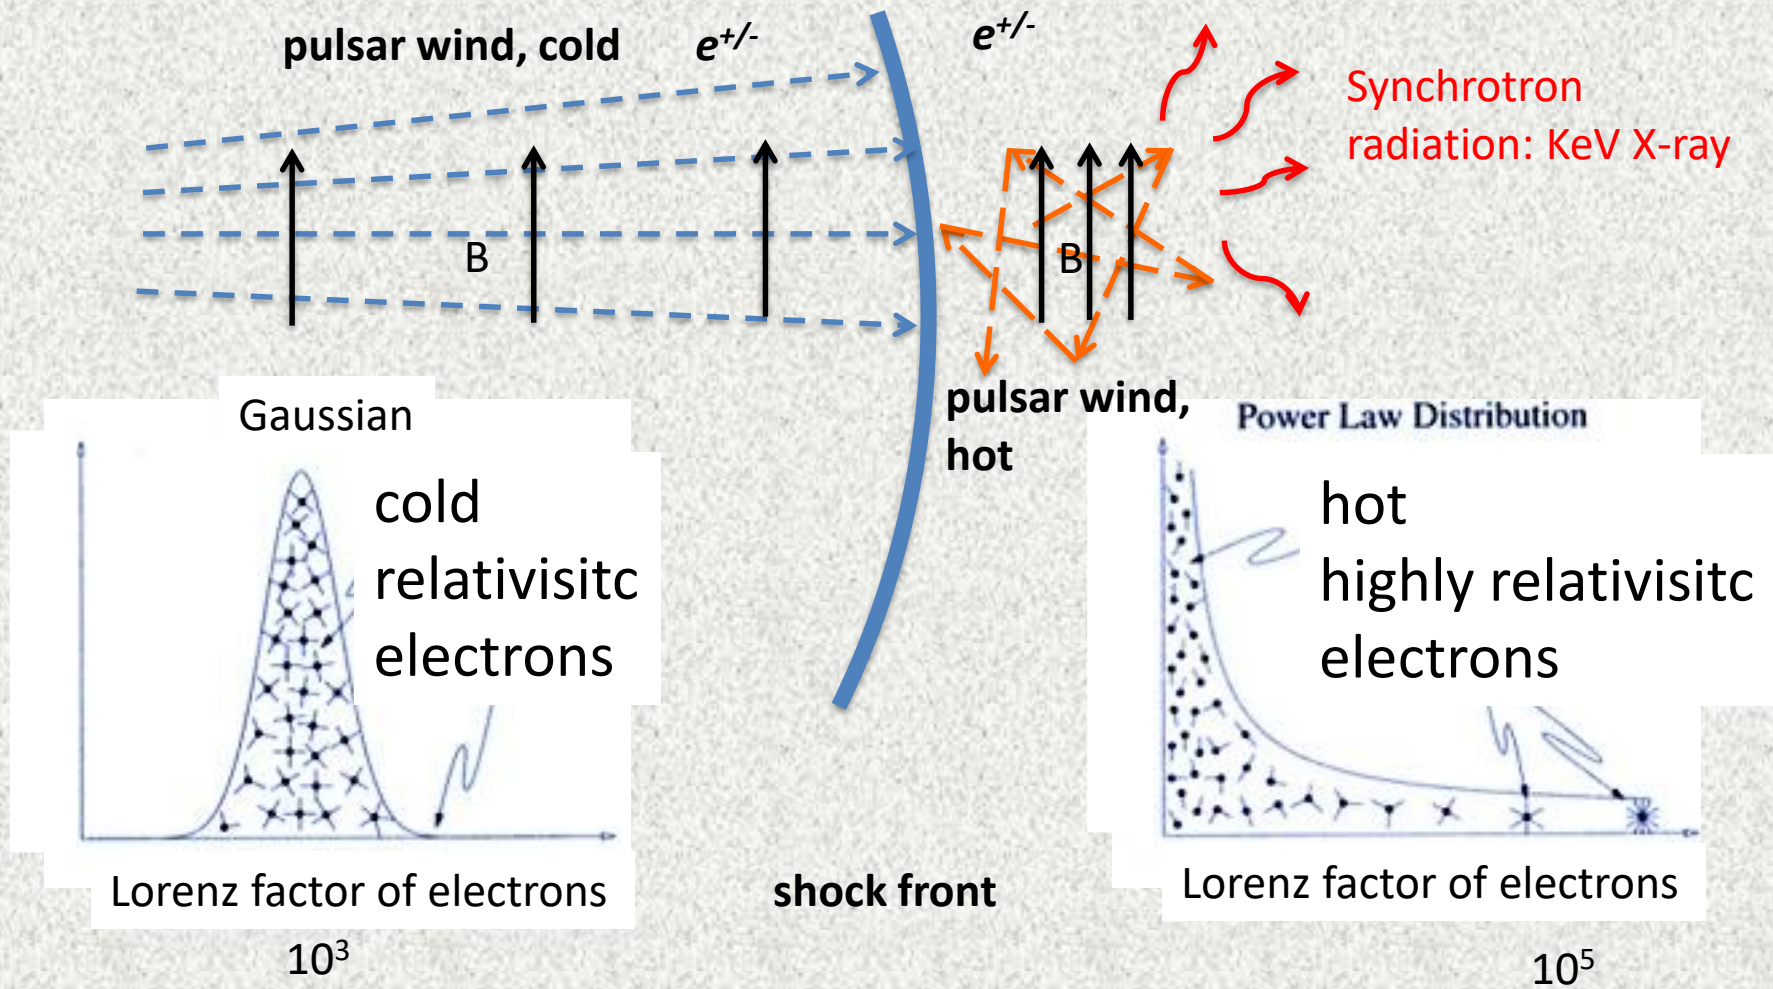 pulsar wind, cold
e+/-
e+/-
Synchrotron
radiation: KeV X-ray
B
B
pulsar wind,
hot
Gaussian
cold
relativisitc
electrons
Power Law Distribution
hot
highly relativisitc
electrons
Lorenz factor of electrons
shock front
Lorenz factor of electrons
10³
10⁵